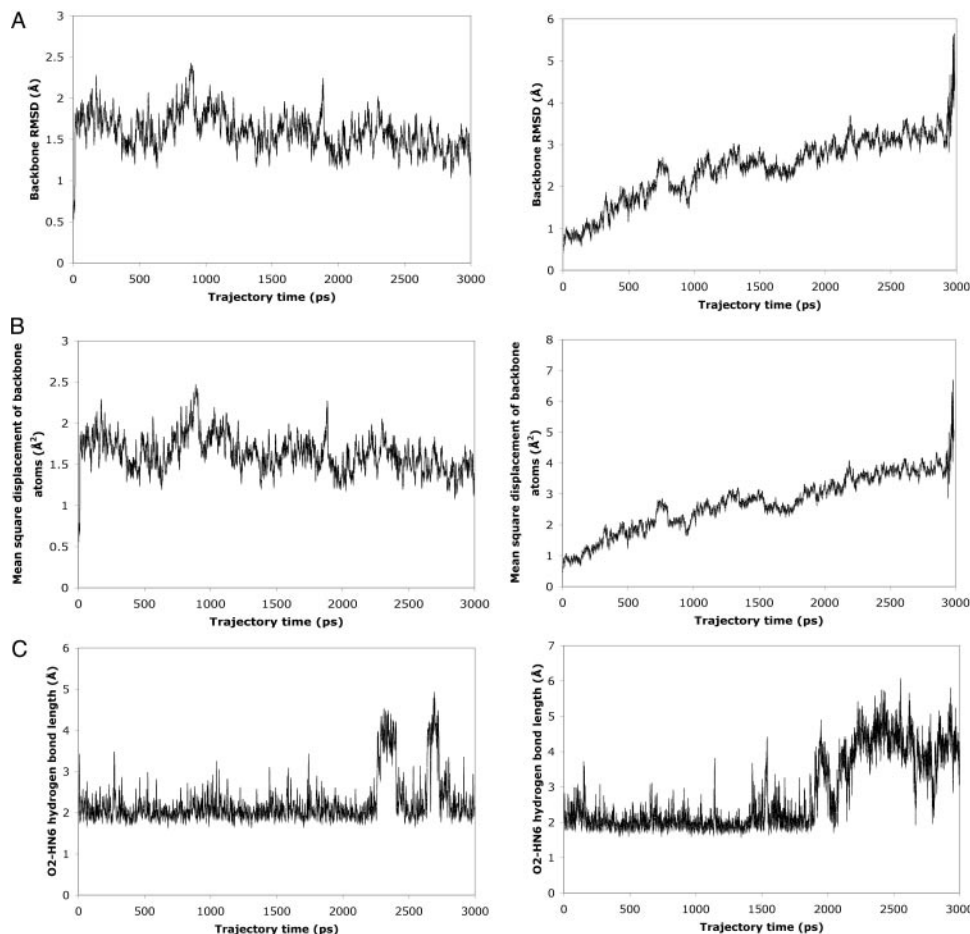 A
Backbone RMSD (Å)
3
2.5
2
1.5
1
0.5
0
0 500 1000 1500 2000 2500 3000
Trajectory time (ps)
Backbone RMSD (Å)
6
5
4
3
2
1
0
0 500 1000 1500 2000 2500 3000
Trajectory time (ps)
B
Mean square displacement of backbone
atoms (Å²)
3
2.5
2
1.5
1
0.5
0
0 500 1000 1500 2000 2500 3000
Trajectory time (ps)
Mean square displacement of backbone
atoms (Å²)
8
7
6
5
4
3
2
1
0
0 500 1000 1500 2000 2500 3000
Trajectory time (ps)
C
O2-HN6 hydrogen bond length (Å)
6
5
4
3
2
1
0
0 500 1000 1500 2000 2500 3000
Trajectory time (ps)
O2-HN6 hydrogen bond length (Å)
7
6
5
4
3
2
1
0
0 500 1000 1500 2000 2500 3000
Trajectory time (ps)